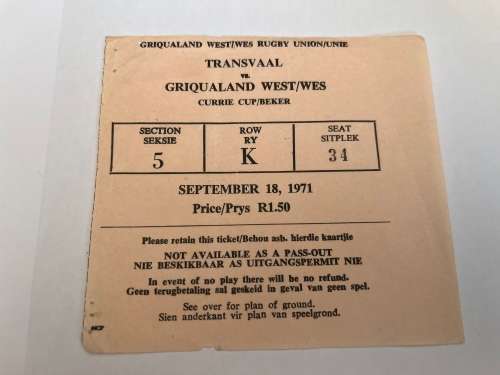 GRIQUALAND WEST/WES RUGBY UNION/UNIE
TRANSVAAL
vs.
GRIQUALAND WEST/WES
CURRIE CUP/BEKER
SECTION ROW SEAT
SEKSIE RY SITPLEK
5 K 34
SEPTEMBER 18, 1971
Price/Prys R1.50
Please retain this ticket/Behou asb. hierdie kaartjie
NOT AVAILABLE AS A PASS-OUT
NIE BESKIKBAAR AS UITGANGSPERMIT NIE
In event of no play there will be no refund.
Geen terugbetaling sal geskeid in geval van geen spel.
See over for plan of ground.
Sien anderkant vir plan van speelgrond.